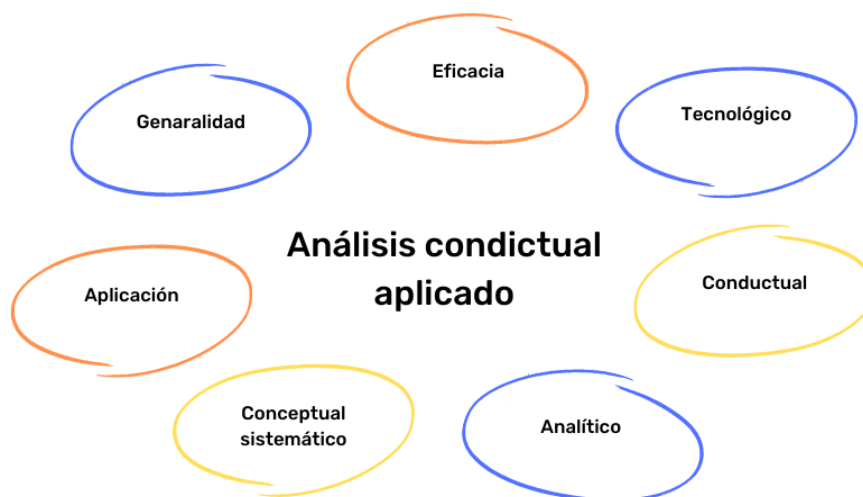 Eficacia
Genaralidad
Tecnológico
Análisis condictual
aplicado
Aplicación
Conductual
Conceptual
sistemático
Analítico